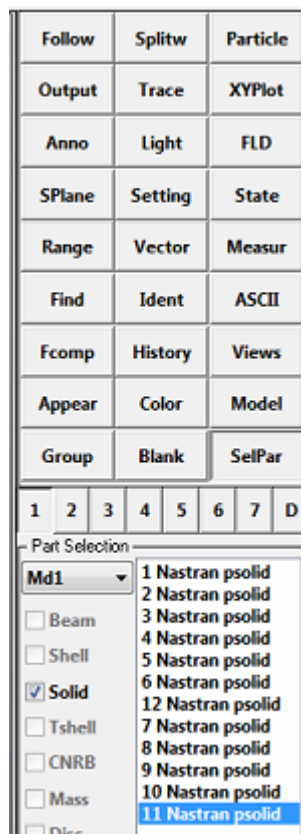 Follow Splitw Particle
Output Trace XYPlot
Anno Light FLD
SPlane Setting State
Range Vector Measur
Find Ident ASCII
Fcomp History Views
Appear Color Model
Group Blank SelPar
1 2 3 4 5 6 7 D
Part Selection
Md1
Beam
Shell
Solid
Tshell
CNRB
Mass
Disc
1 Nastran psolid
2 Nastran psolid
3 Nastran psolid
4 Nastran psolid
5 Nastran psolid
6 Nastran psolid
12 Nastran psolid
7 Nastran psolid
8 Nastran psolid
9 Nastran psolid
10 Nastran psolid
11 Nastran psolid